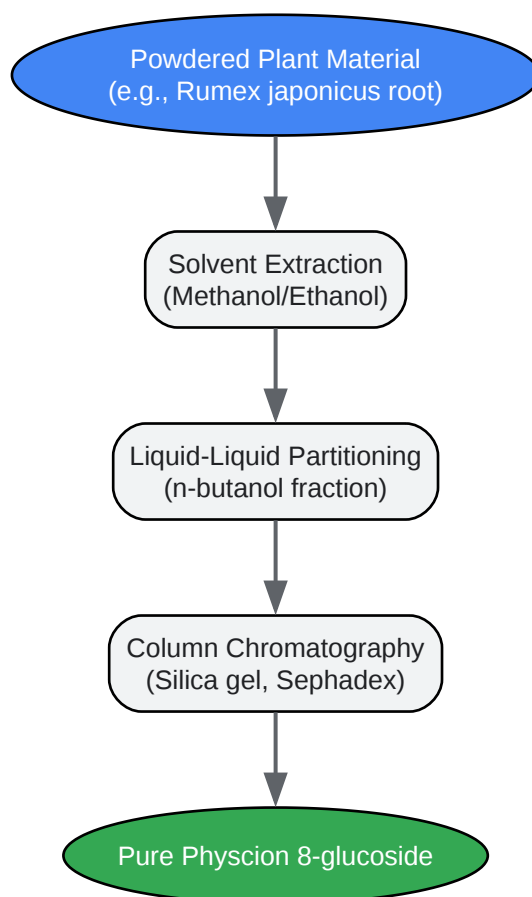 Powdered Plant Material
(e.g., Rumex japonicus root)
Solvent Extraction
(Methanol/Ethanol)
Liquid-Liquid Partitioning
(n-butanol fraction)
Column Chromatography
(Silica gel, Sephadex)
Pure Physcion 8-glucoside